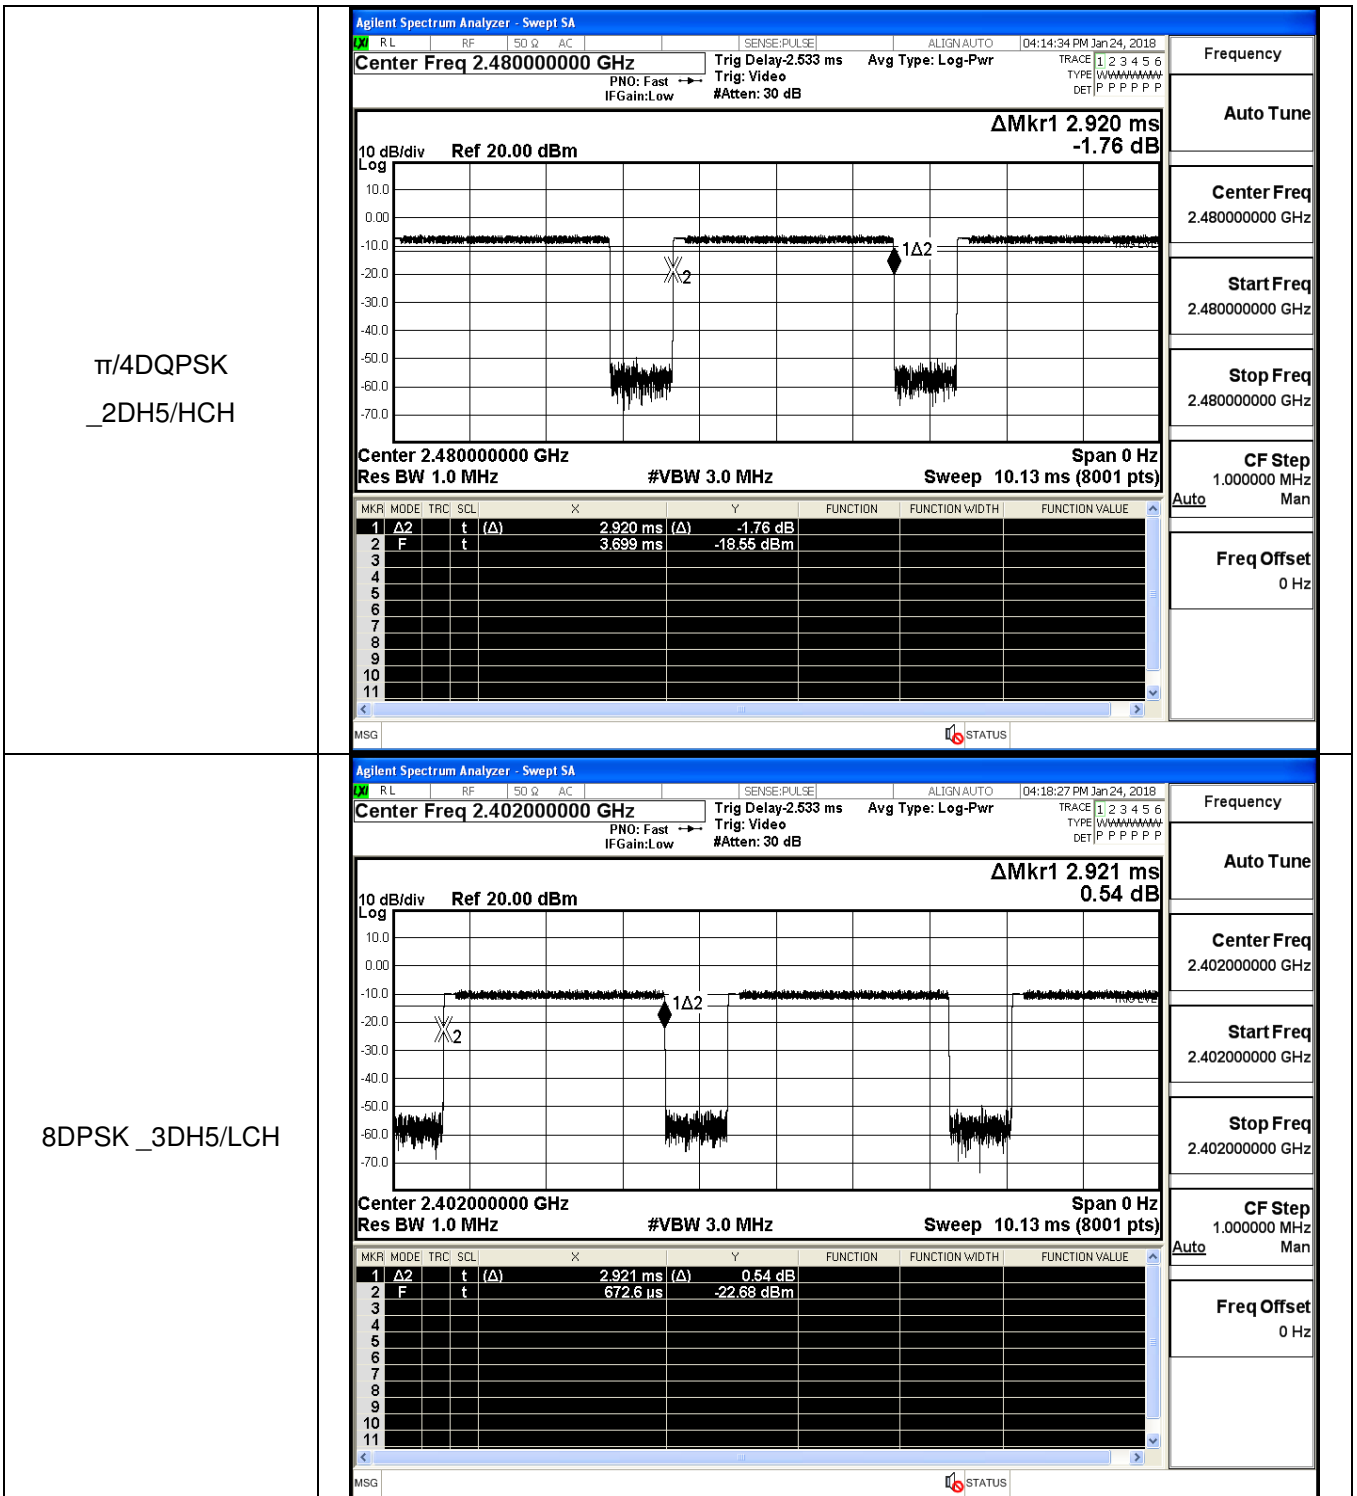 π/4DQPSK
_2DH5/HCH
Agilent Spectrum Analyzer - Swept SA
LXI RL RF 50 Ω AC SENSE:PULSE ALIGN AUTO 04:14:34 PM Jan 24, 2018
Center Freq 2.480000000 GHz Trig Delay-2.533 ms Avg Type: Log-Pwr TRACE 1 2 3 4 5 6
PNO: Fast Trig: Video TYPE WWWWWW
IFGain:Low #Atten: 30 dB DET P P P P P P
ΔMkr1 2.920 ms
-1.76 dB
10 dB/div Ref 20.00 dBm
Log
10.0
0.00
-10.0
-20.0
-30.0
-40.0
-50.0
-60.0
-70.0
1Δ2
2
Center 2.480000000 GHz Span 0 Hz
Res BW 1.0 MHz #VBW 3.0 MHz Sweep 10.13 ms (8001 pts)
MKR MODE TRC SCL X Y FUNCTION FUNCTION WIDTH FUNCTION VALUE
1 Δ2 t (Δ) 2.920 ms (Δ) -1.76 dB
2 F t 3.699 ms -18.55 dBm
3
4
5
6
7
8
9
10
11
MSG STATUS
Frequency
Auto Tune
Center Freq
2.480000000 GHz
Start Freq
2.480000000 GHz
Stop Freq
2.480000000 GHz
CF Step
1.000000 MHz
Auto Man
Freq Offset
0 Hz
8DPSK _3DH5/LCH
Agilent Spectrum Analyzer - Swept SA
LXI RL RF 50 Ω AC SENSE:PULSE ALIGN AUTO 04:18:27 PM Jan 24, 2018
Center Freq 2.402000000 GHz Trig Delay-2.533 ms Avg Type: Log-Pwr TRACE 1 2 3 4 5 6
PNO: Fast Trig: Video TYPE WWWWWW
IFGain:Low #Atten: 30 dB DET P P P P P P
ΔMkr1 2.921 ms
0.54 dB
10 dB/div Ref 20.00 dBm
Log
10.0
0.00
-10.0
-20.0
-30.0
-40.0
-50.0
-60.0
-70.0
1Δ2
2
Center 2.402000000 GHz Span 0 Hz
Res BW 1.0 MHz #VBW 3.0 MHz Sweep 10.13 ms (8001 pts)
MKR MODE TRC SCL X Y FUNCTION FUNCTION WIDTH FUNCTION VALUE
1 Δ2 t (Δ) 2.921 ms (Δ) 0.54 dB
2 F t 672.6 µs -22.68 dBm
3
4
5
6
7
8
9
10
11
MSG STATUS
Frequency
Auto Tune
Center Freq
2.402000000 GHz
Start Freq
2.402000000 GHz
Stop Freq
2.402000000 GHz
CF Step
1.000000 MHz
Auto Man
Freq Offset
0 Hz